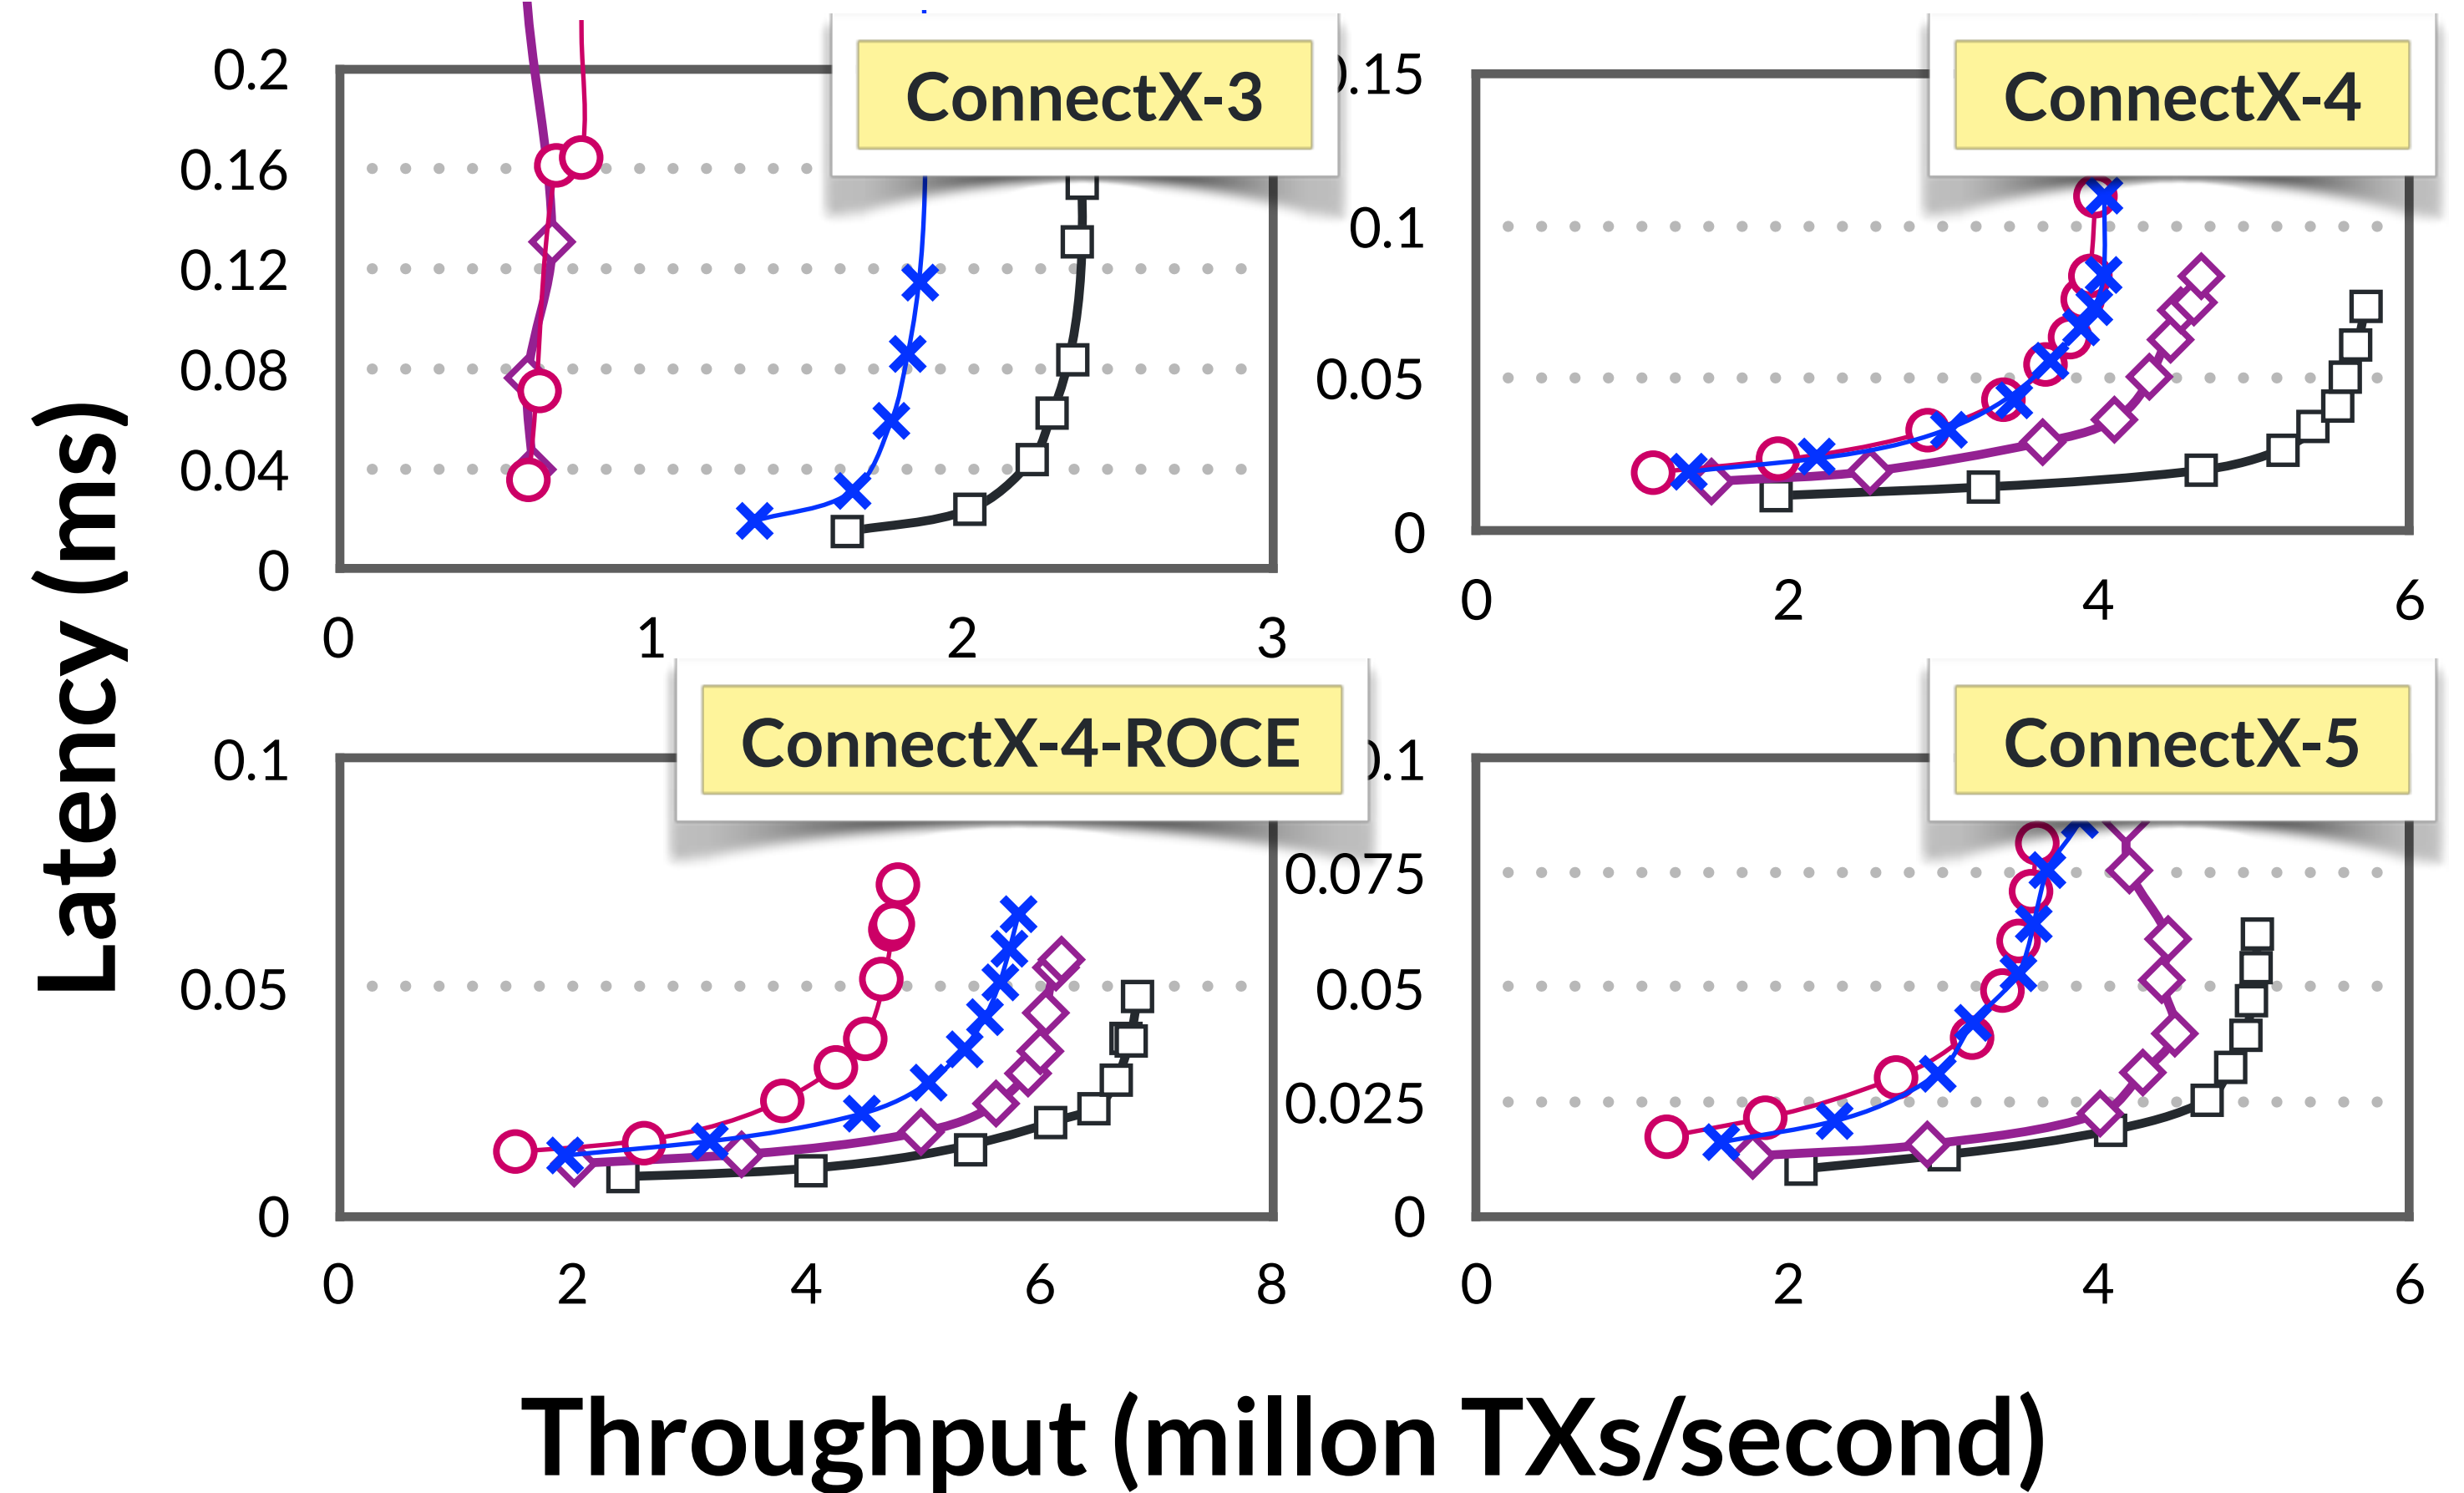 Latency (ms)
ConnectX-3
0.2
0.16
0.12
0.08
0.04
0
0 1 2 3
ConnectX-4
.15
0.1
0.05
0
0 2 4 6
ConnectX-4-ROCE
0.1
0.05
0
0 2 4 6 8
ConnectX-5
.1
0.075
0.05
0.025
0
0 2 4 6
Throughput (millon TXs/second)